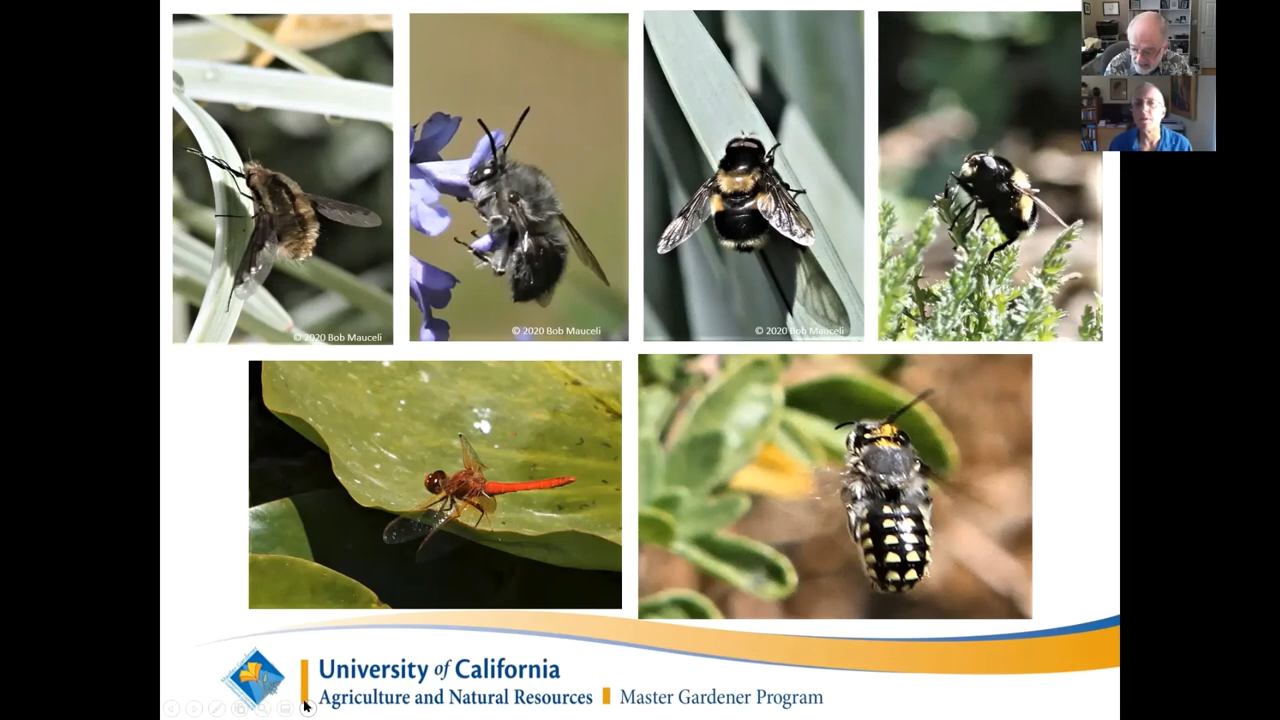 © 2020 Bob Mauceli
© 2020 Bob Mauceli
© 2020 Bob Mauceli
University of California
Agriculture and Natural Resources Master Gardener Program